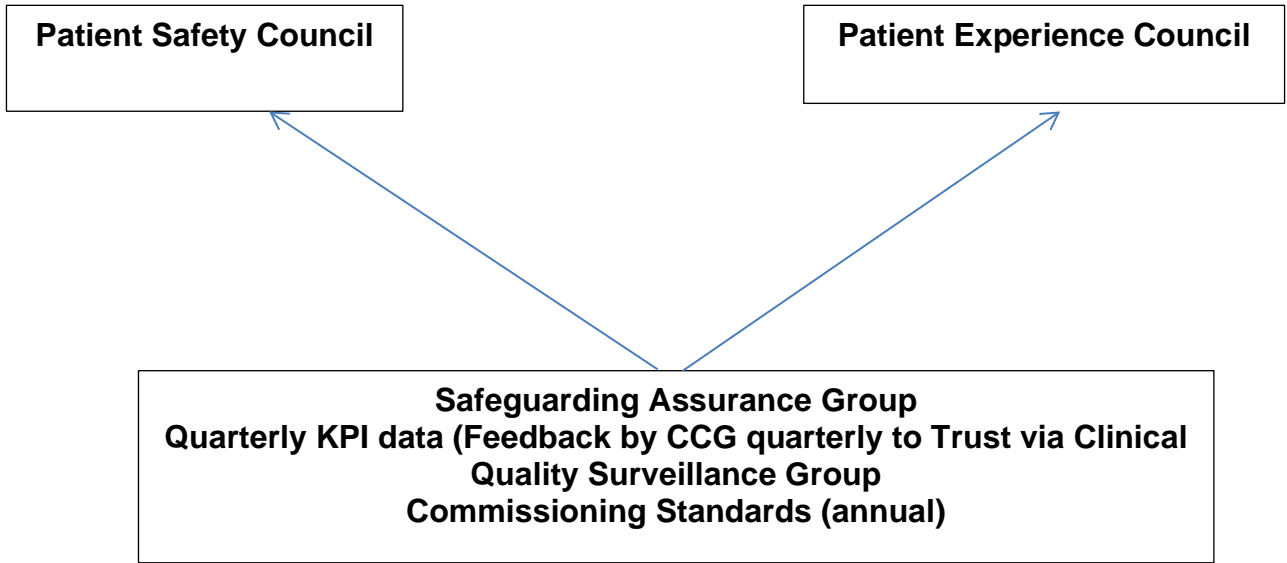 Patient Safety Council
Patient Experience Council
Safeguarding Assurance Group
Quarterly KPI data (Feedback by CCG quarterly to Trust via Clinical
Quality Surveillance Group
Commissioning Standards (annual)